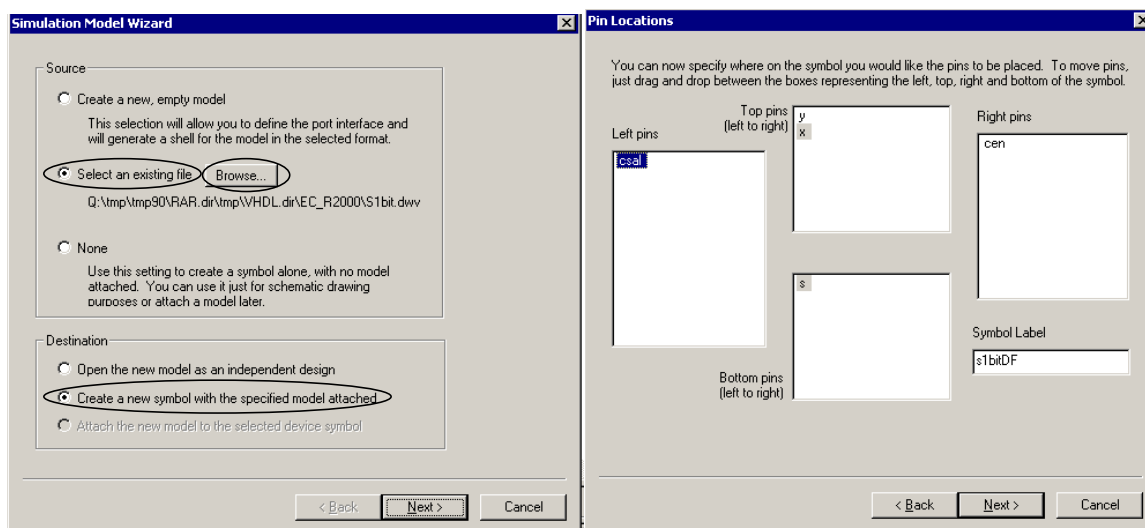 Simulation Model Wizard
Source
Create a new, empty model
This selection will allow you to define the port interface and
will generate a shell for the model in the selected format.
Select an existing file
Browse...
Q:\tmp\tmp90\RAR.dir\tmp\VHDL.dir\EC_R2000\S1bit.dwv
None
Use this setting to create a symbol alone, with no model
attached. You can use it just for schematic drawing
purposes or attach a model later.
Destination
Open the new model as an independent design
Create a new symbol with the specified model attached
Attach the new model to the selected device symbol
< Back
Next >
Cancel
Pin Locations
You can now specify where on the symbol you would like the pins to be placed. To move pins,
just drag and drop between the boxes representing the left, top, right and bottom of the symbol.
Left pins
csal
Top pins
(left to right)
y
x
Right pins
cen
s
Bottom pins
(left to right)
Symbol Label
s1bitDF
< Back
Next >
Cancel